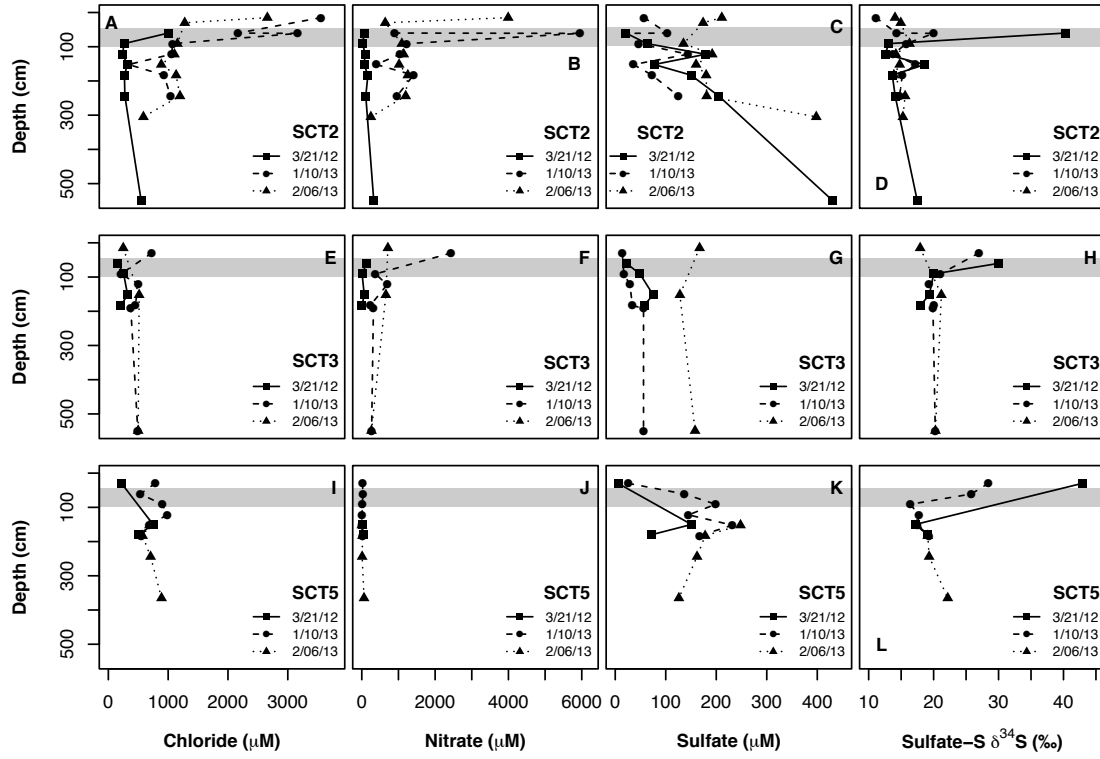 A
B
C
D
SCT2
3/21/12
1/10/13
2/06/13
SCT2
3/21/12
1/10/13
2/06/13
SCT2
3/21/12
1/10/13
2/06/13
SCT2
3/21/12
1/10/13
2/06/13
Depth (cm)
100
300
500
E
F
G
H
SCT3
3/21/12
1/10/13
2/06/13
SCT3
3/21/12
1/10/13
2/06/13
SCT3
3/21/12
1/10/13
2/06/13
SCT3
3/21/12
1/10/13
2/06/13
Depth (cm)
100
300
500
I
J
K
L
SCT5
3/21/12
1/10/13
2/06/13
SCT5
3/21/12
1/10/13
2/06/13
SCT5
3/21/12
1/10/13
2/06/13
SCT5
3/21/12
1/10/13
2/06/13
Depth (cm)
100
300
500
0 1000 3000
0 2000 4000 6000
0 100 200 300 400
10 20 30 40
Chloride (μM)
Nitrate (μM)
Sulfate (μM)
Sulfate−S δ³⁴S (‰)